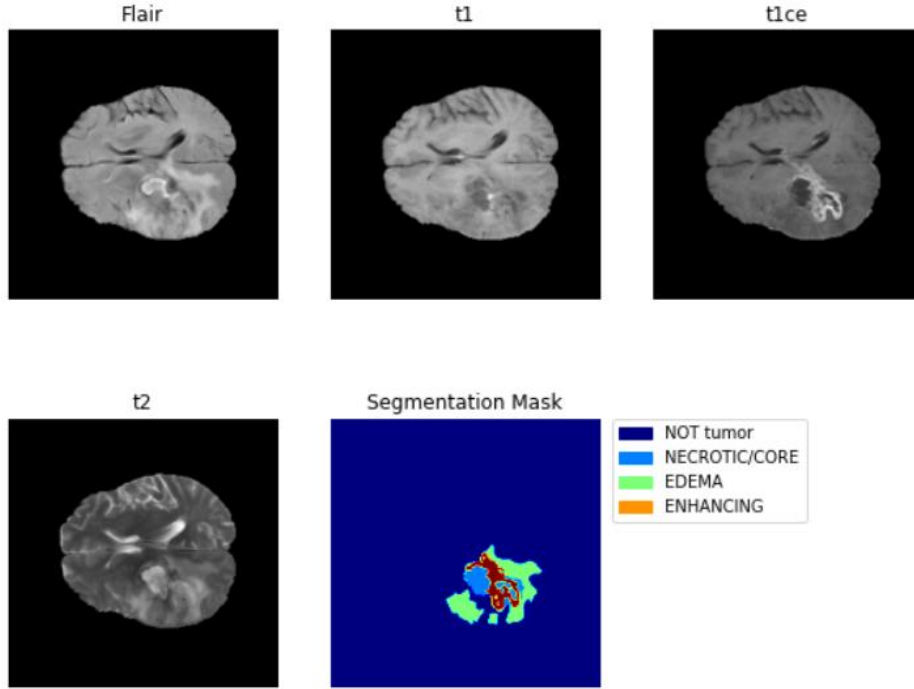 Flair
t1
t1ce
t2
Segmentation Mask
NOT tumor
NECROTIC/CORE
EDEMA
ENHANCING